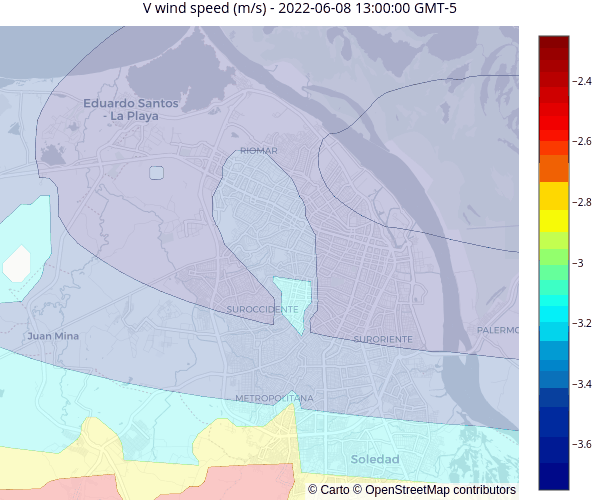 V wind speed (m/s) - 2022-06-08 13:00:00 GMT-5
−2.4
−2.6
−2.8
−3
−3.2
−3.4
−3.6
Eduardo Santos
- La Playa
RIOMAR
SUROCCIDENTE
SURORIENTE
PALERMO
Juan Mina
METROPOLITANA
Soledad
© Carto © OpenStreetMap contributors